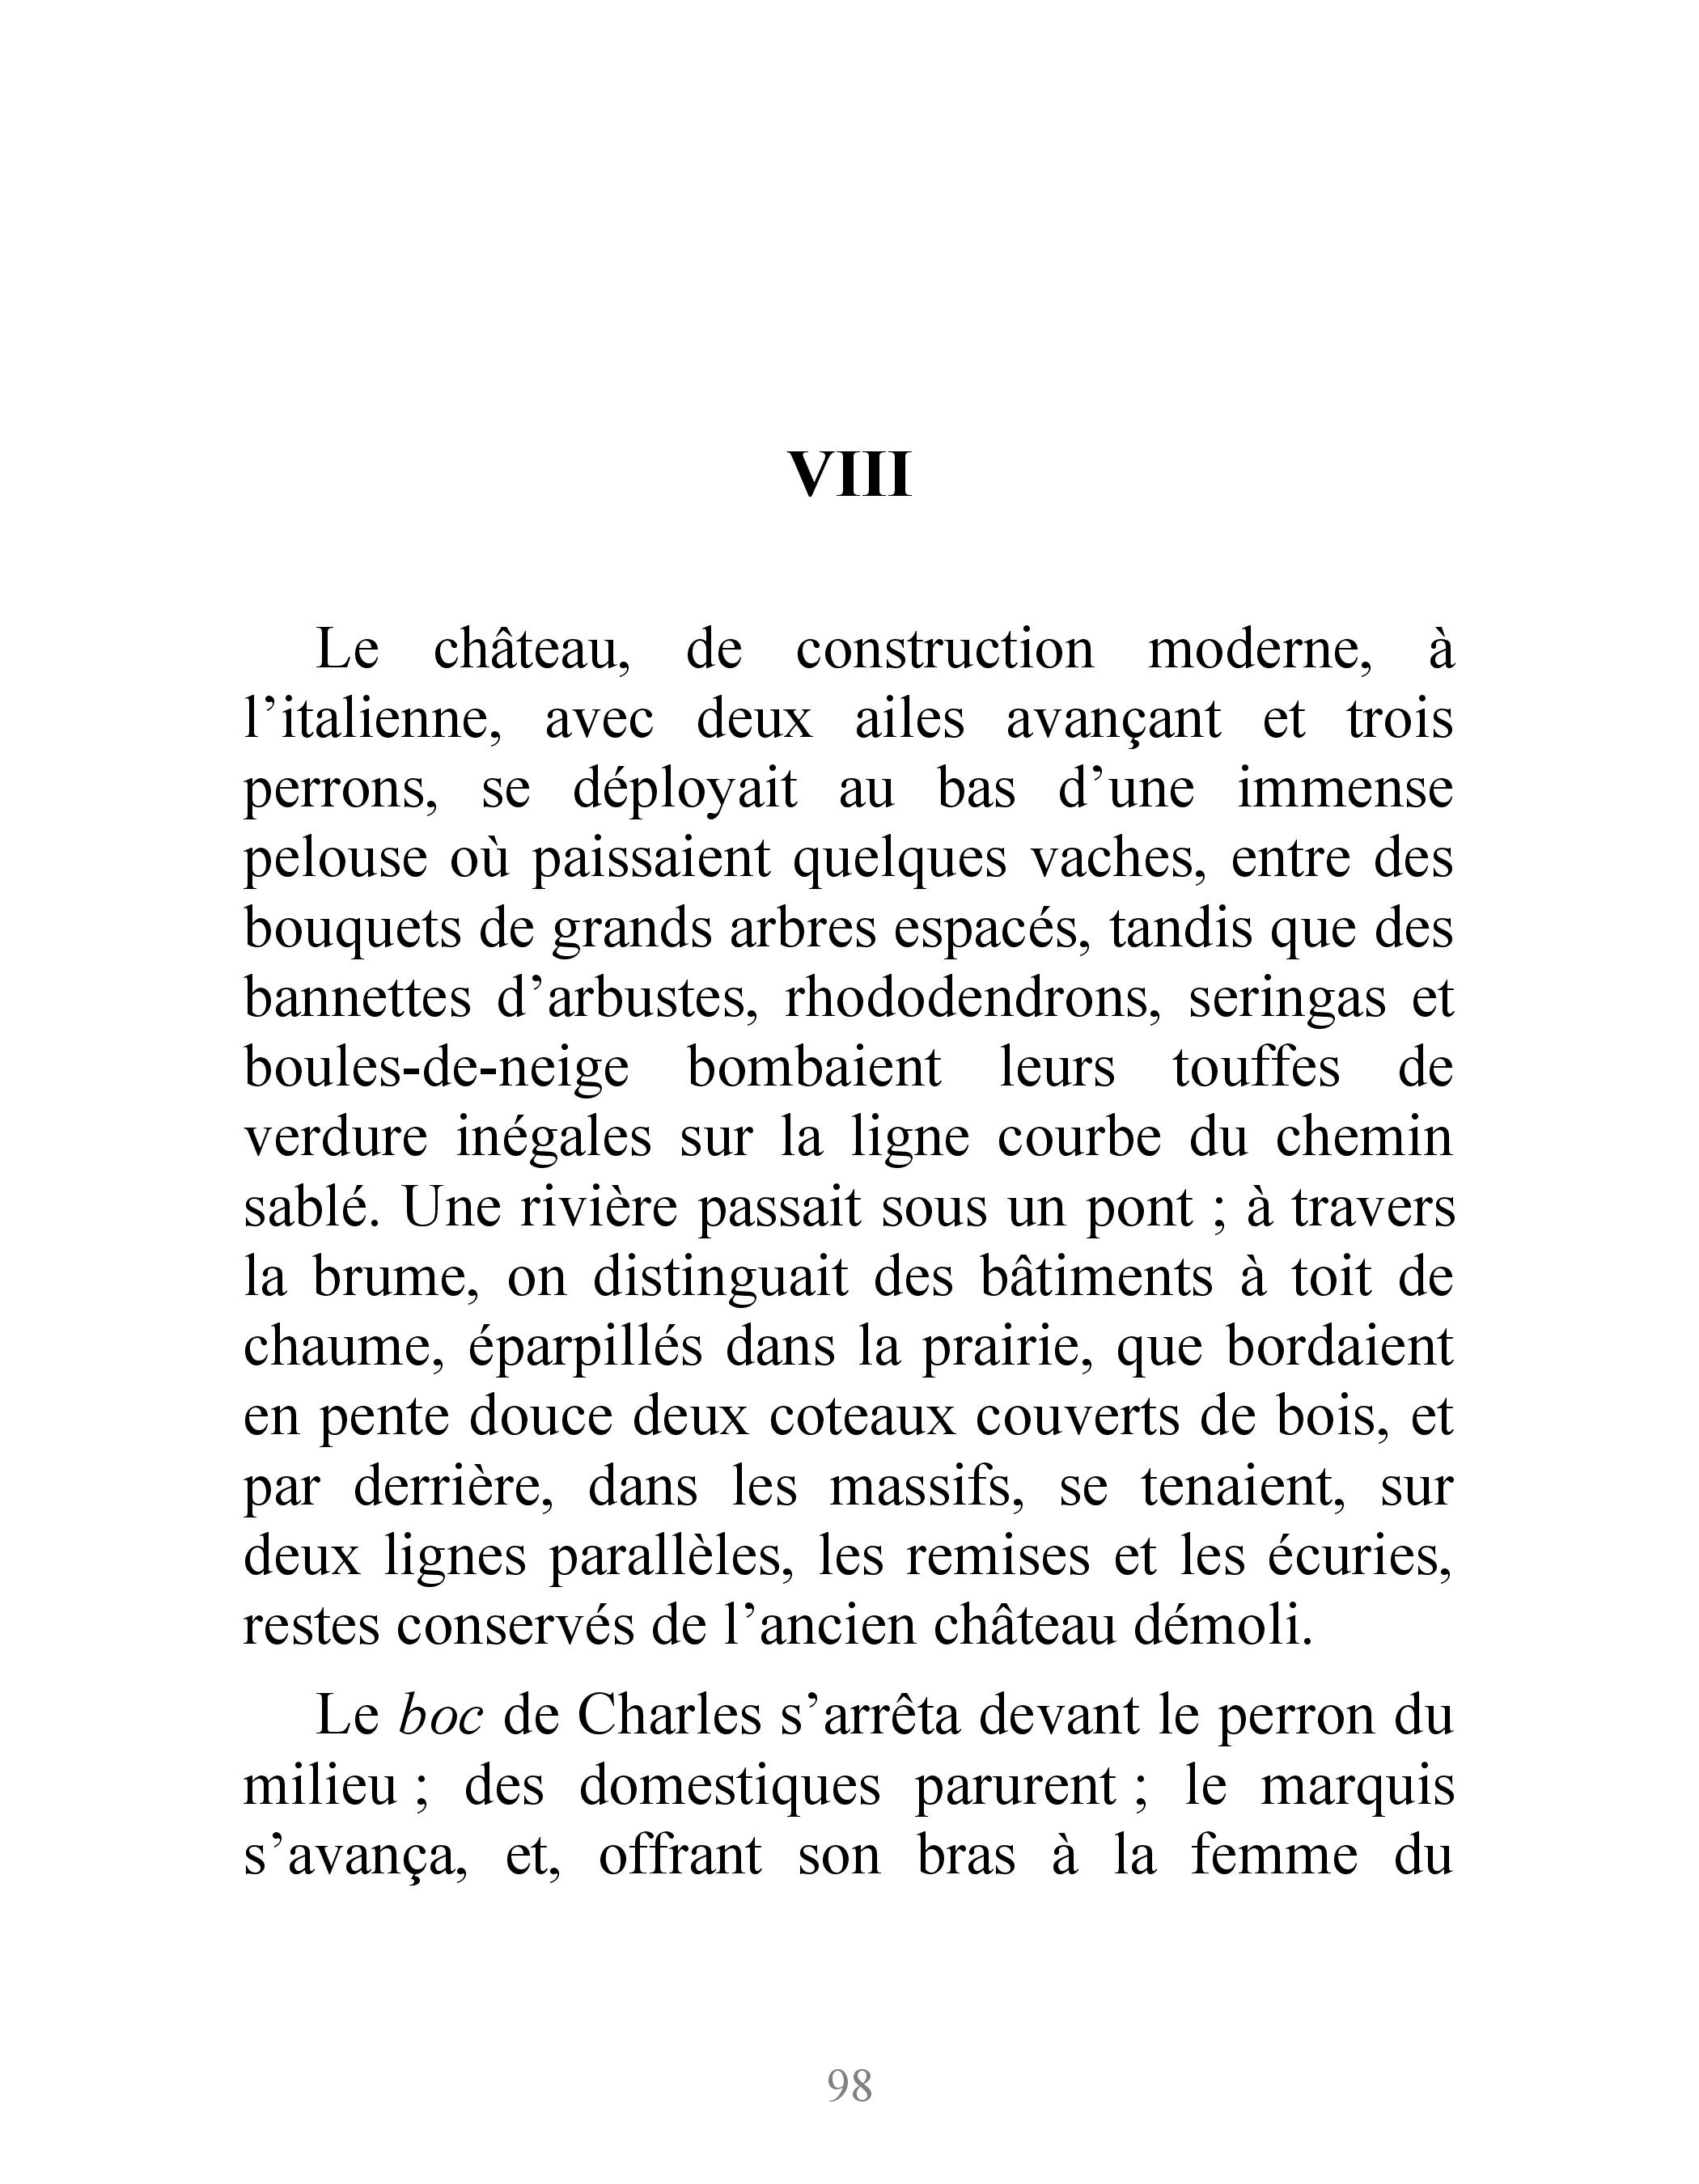 VIII
Le château, de construction moderne, à
l’italienne, avec deux ailes avançant et trois
perrons, se déployait au bas d’une immense
pelouse où paissaient quelques vaches, entre des
bouquets de grands arbres espacés, tandis que des
bannettes d’arbustes, rhododendrons, seringas et
boules-de-neige bombaient leurs touffes de
verdure inégales sur la ligne courbe du chemin
sablé. Une rivière passait sous un pont ; à travers
la brume, on distinguait des bâtiments à toit de
chaume, éparpillés dans la prairie, que bordaient
en pente douce deux coteaux couverts de bois, et
par derrière, dans les massifs, se tenaient, sur
deux lignes parallèles, les remises et les écuries,
restes conservés de l’ancien château démoli.
Le boc de Charles s’arrêta devant le perron du
milieu ; des domestiques parurent ; le marquis
s’avança, et, offrant son bras à la femme du
98